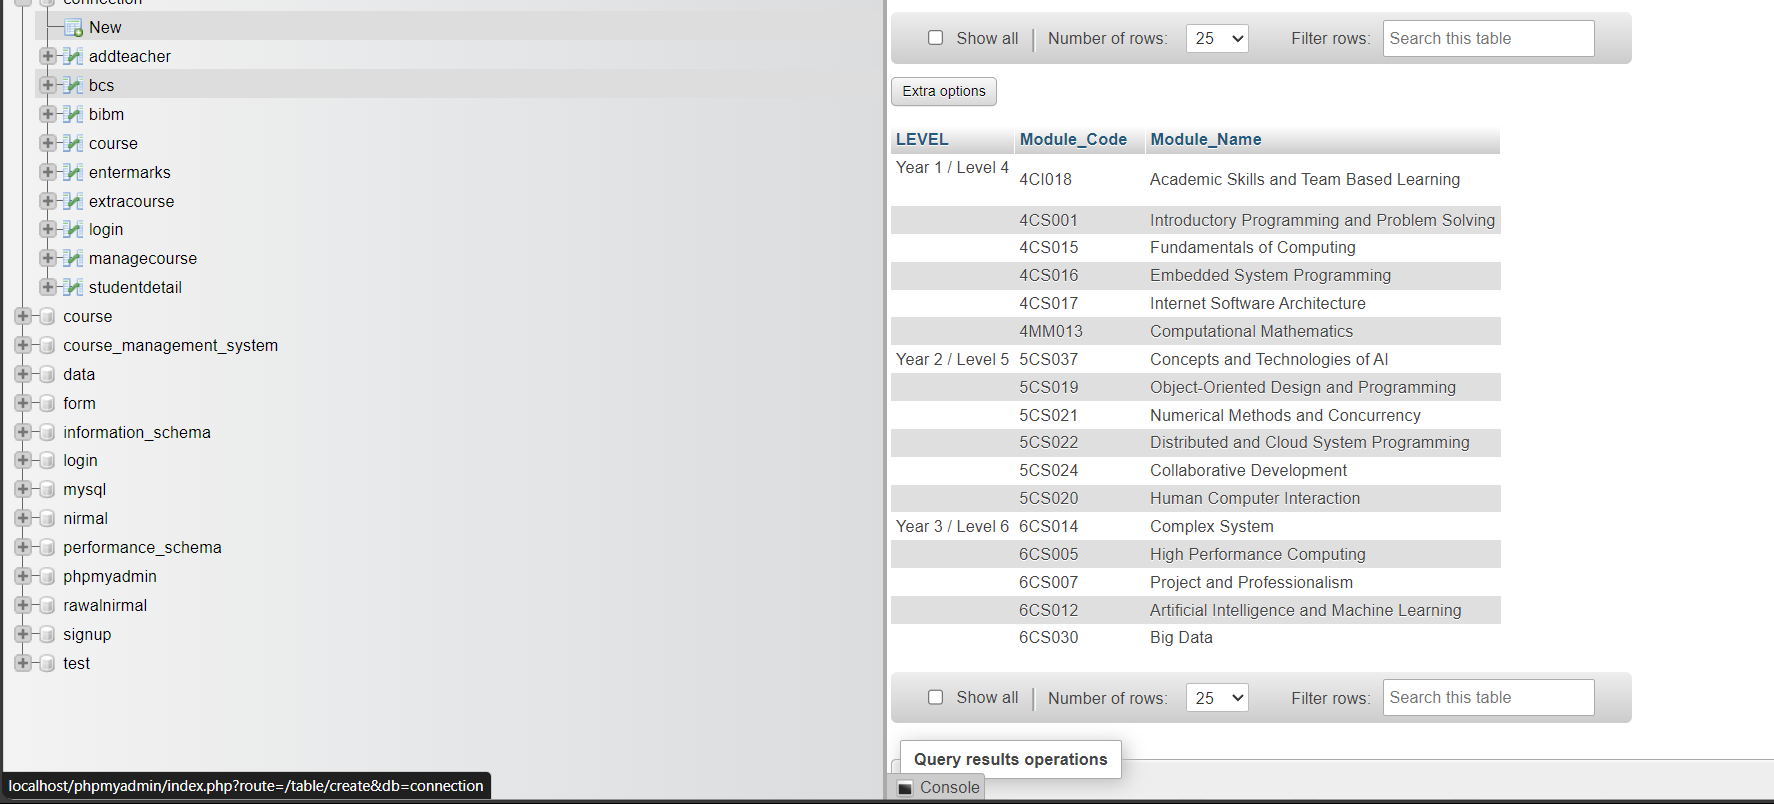 connection
New
addteacher
bcs
bibm
course
entermarks
extracourse
login
managecourse
studentdetail
course
course_management_system
data
form
information_schema
login
mysql
nirmal
performance_schema
phpmyadmin
rawalnirmal
signup
test
localhost/phpmyadmin/index.php?route=/table/create&db=connection
Show all Number of rows: 25 Filter rows: Search this table
Extra options
LEVEL Module_Code Module_Name
Year 1 / Level 4 4CI018 Academic Skills and Team Based Learning
4CS001 Introductory Programming and Problem Solving
4CS015 Fundamentals of Computing
4CS016 Embedded System Programming
4CS017 Internet Software Architecture
4MM013 Computational Mathematics
Year 2 / Level 5 5CS037 Concepts and Technologies of AI
5CS019 Object-Oriented Design and Programming
5CS021 Numerical Methods and Concurrency
5CS022 Distributed and Cloud System Programming
5CS024 Collaborative Development
5CS020 Human Computer Interaction
Year 3 / Level 6 6CS014 Complex System
6CS005 High Performance Computing
6CS007 Project and Professionalism
6CS012 Artificial Intelligence and Machine Learning
6CS030 Big Data
Show all Number of rows: 25 Filter rows: Search this table
Query results operations
Console